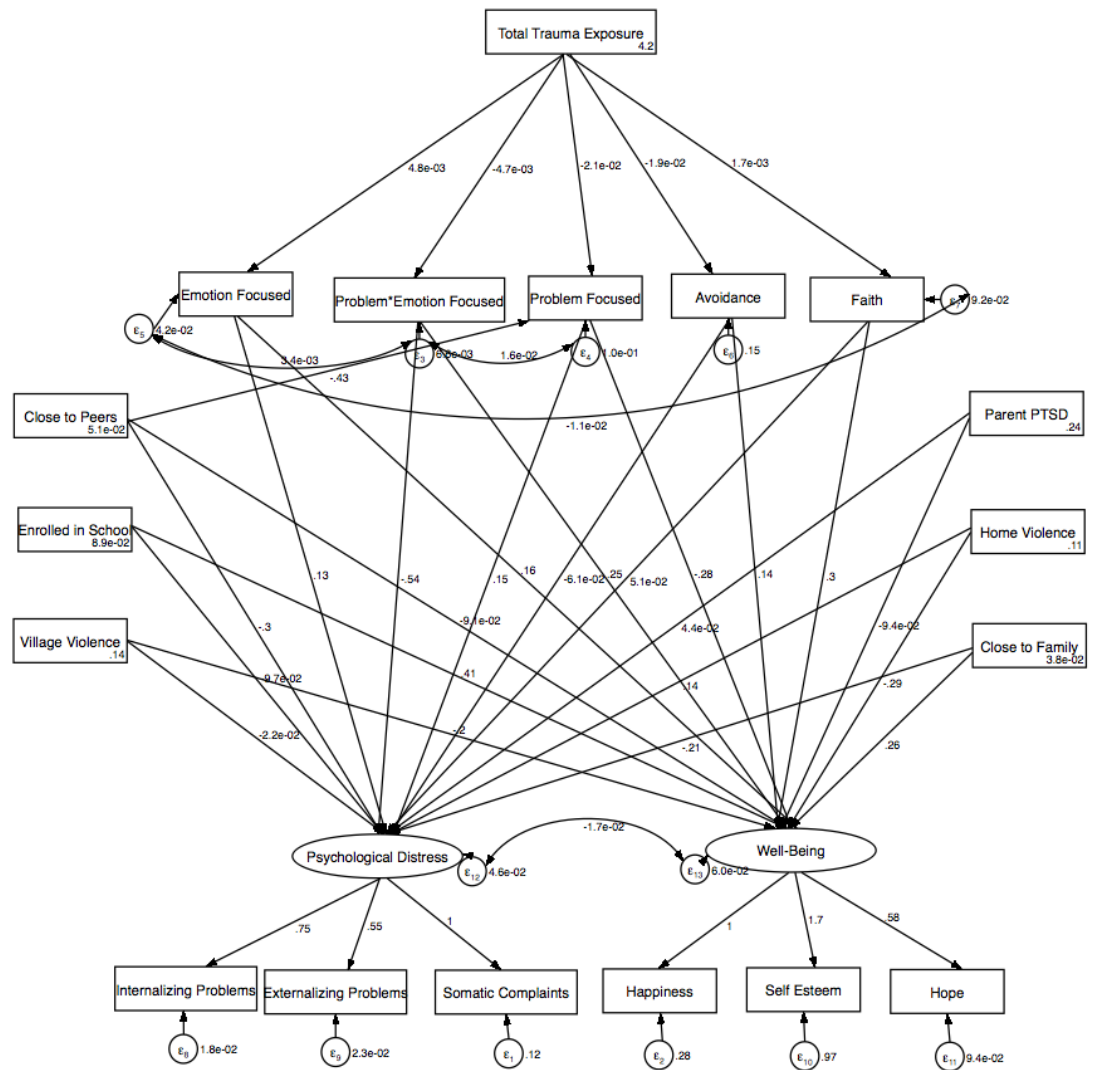 Total Trauma Exposure
4.2
4.8e-03
-4.7e-03
-2.1e-02
-1.9e-02
1.7e-03
Emotion Focused
Problem*Emotion Focused
Problem Focused
Avoidance
Faith
ε7
9.2e-02
ε5
4.2e-02
3.4e-03
ε3
6.6e-03
1.6e-02
ε4
1.0e-01
ε6
.15
-.43
-1.1e-02
Close to Peers
5.1e-02
Parent PTSD
.24
Enrolled in School
8.9e-02
Home Violence
.11
.13
-.54
.15
.16
-6.1e-02
.25
5.1e-02
-.28
.14
.3
Village Violence
.14
-.3
-9.1e-02
4.4e-02
-9.4e-02
Close to Family
3.8e-02
9.7e-02
.41
.14
-.29
-2.2e-02
-.2
-.21
.26
-1.7e-02
Psychological Distress
ε12
4.6e-02
ε13
6.0e-02
Well-Being
.75
.55
1
1
1.7
.58
Internalizing Problems
Externalizing Problems
Somatic Complaints
Happiness
Self Esteem
Hope
ε8
1.8e-02
ε9
2.3e-02
ε1
.12
ε2
.28
ε10
.97
ε11
9.4e-02